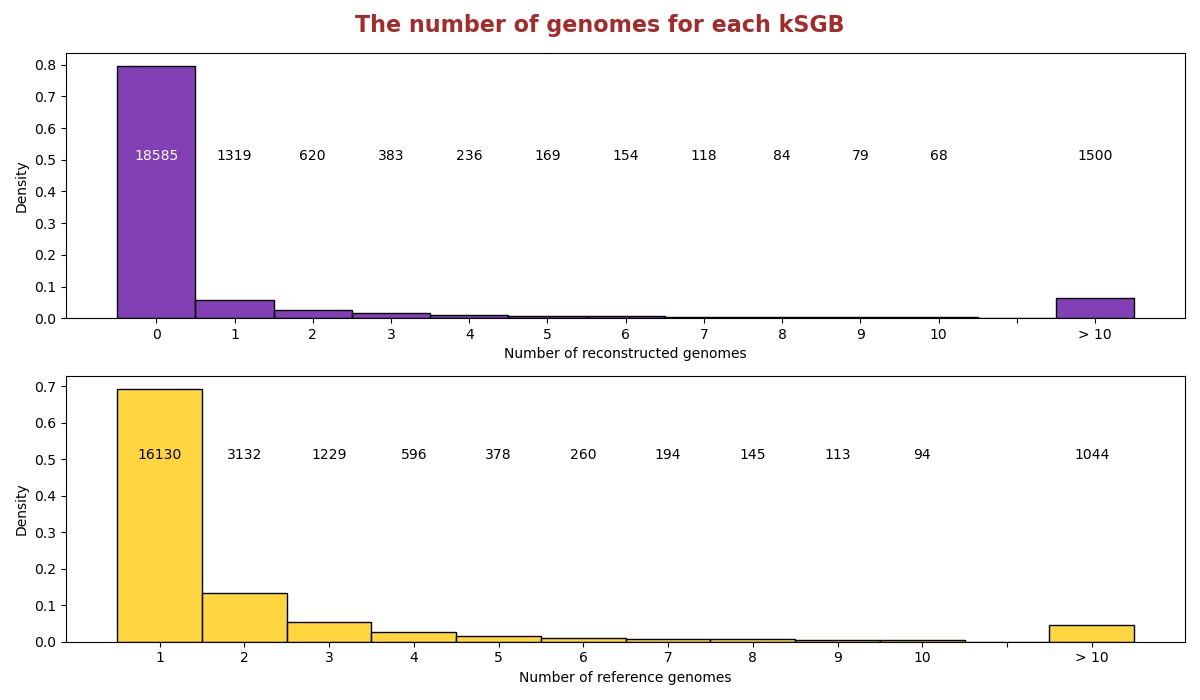 The number of genomes for each kSGB
0.8
0.7
0.6
0.5
0.4
0.3
0.2
0.1
0.0
Density
18585 1319 620 383 236 169 154 118 84 79 68 1500
0 1 2 3 4 5 6 7 8 9 10 > 10
Number of reconstructed genomes
0.7
0.6
0.5
0.4
0.3
0.2
0.1
0.0
Density
16130 3132 1229 596 378 260 194 145 113 94 1044
1 2 3 4 5 6 7 8 9 10 > 10
Number of reference genomes